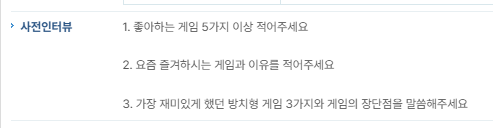 사전인터뷰
1. 좋아하는 게임 5가지 이상 적어주세요
2. 요즘 즐겨하시는 게임과 이유를 적어주세요
3. 가장 재미있게 했던 방치형 게임 3가지와 게임의 장단점을 말씀해주세요